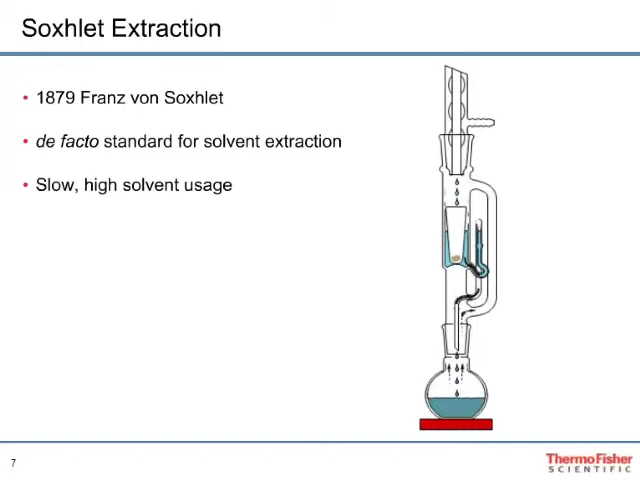 Soxhlet Extraction
• 1879 Franz von Soxhlet
• de facto standard for solvent extraction
• Slow, high solvent usage
7
ThermoFisher
SCIENTIFIC